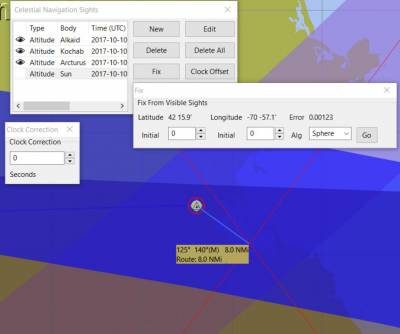 Celestial Navigation Sights
Type Body Time (UTC)
Altitude Alkaid 2017-10-10
Altitude Kochab 2017-10-10
Altitude Arcturus 2017-10-10
Altitude Sun 2017-10-10
New Edit
Delete Delete All
Fix Clock Offset
Fix
Fix From Visible Sights
Latitude 42 15.9' Longitude -70 -57.1' Error 0.00123
Initial 0 Initial 0 Alg Sphere Go
Clock Correction
Clock Correction
0
Seconds
125° 140°(M) 8.0 NMi
Route: 8.0 NMi